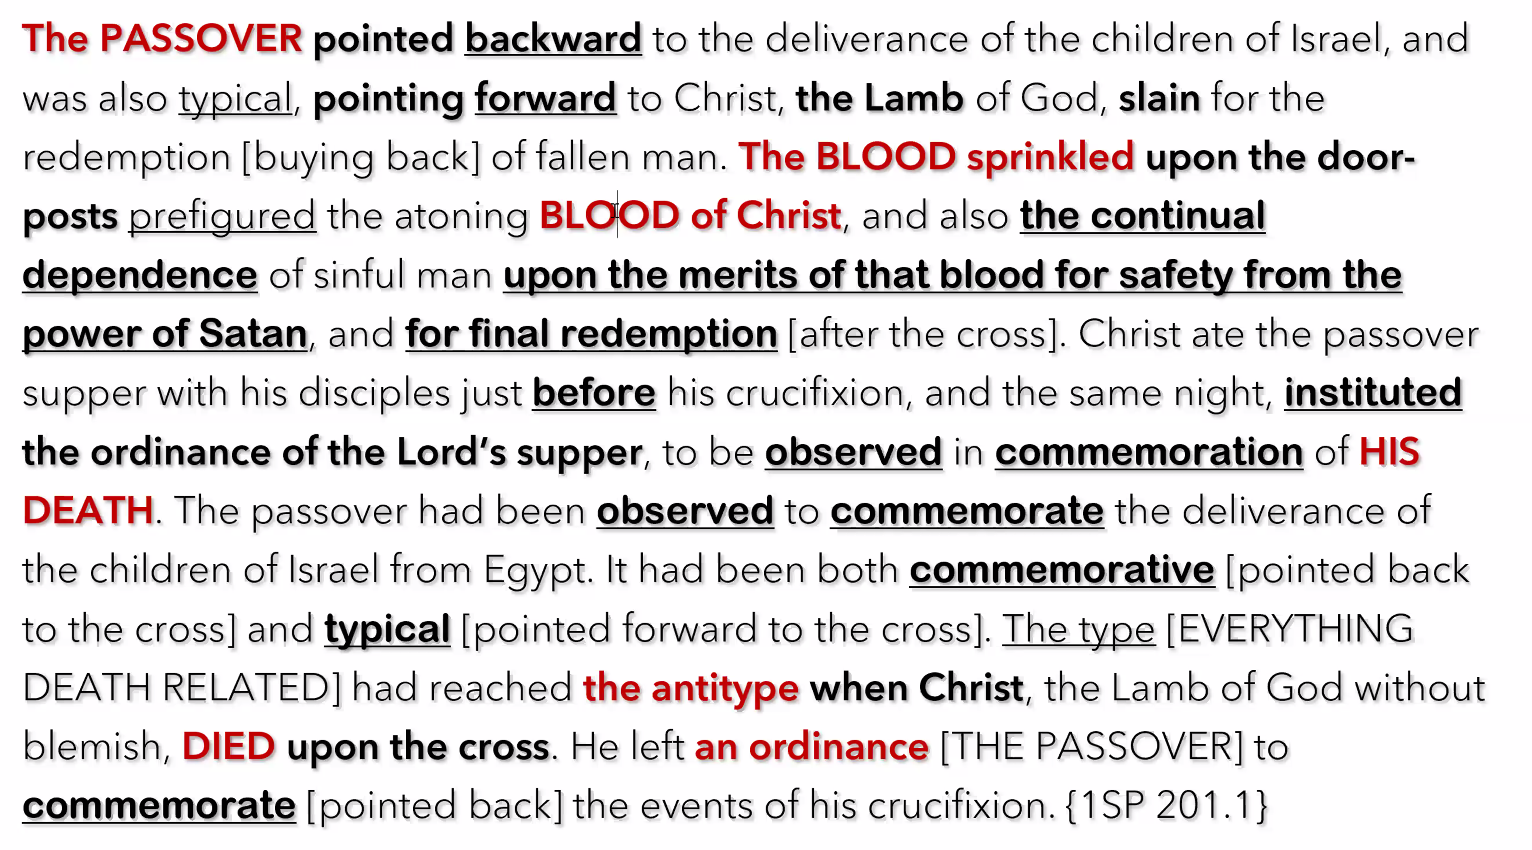 The PASSOVER pointed backward to the deliverance of the children of Israel, and
was also typical, pointing forward to Christ, the Lamb of God, slain for the
redemption [buying back] of fallen man. The BLOOD sprinkled upon the door-
posts prefigured the atoning BLOOD of Christ, and also the continual
dependence of sinful man upon the merits of that blood for safety from the
power of Satan, and for final redemption [after the cross]. Christ ate the passover
supper with his disciples just before his crucifixion, and the same night, instituted
the ordinance of the Lord’s supper, to be observed in commemoration of HIS
DEATH. The passover had been observed to commemorate the deliverance of
the children of Israel from Egypt. It had been both commemorative [pointed back
to the cross] and typical [pointed forward to the cross]. The type [EVERYTHING
DEATH RELATED] had reached the antitype when Christ, the Lamb of God without
blemish, DIED upon the cross. He left an ordinance [THE PASSOVER] to
commemorate [pointed back] the events of his crucifixion. {1SP 201.1}